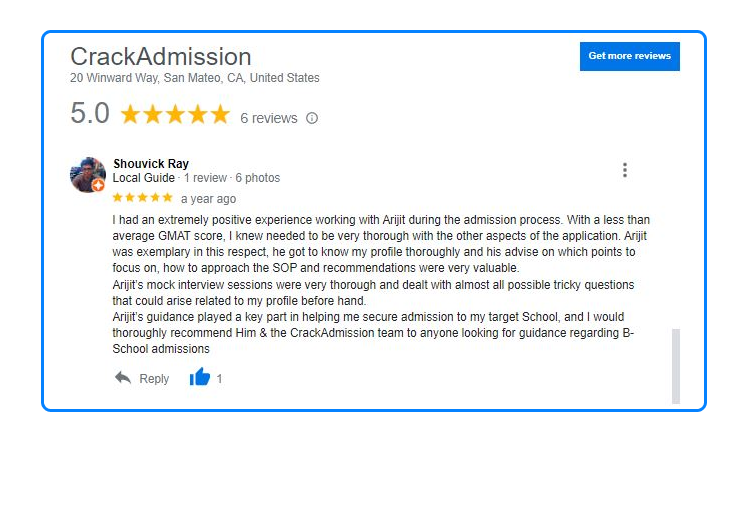 CrackAdmission
Get more reviews
20 Winward Way, San Mateo, CA, United States
5.0 6 reviews
Shouvick Ray
Local Guide · 1 review · 6 photos
a year ago
I had an extremely positive experience working with Arijit during the admission process. With a less than
average GMAT score, I knew needed to be very thorough with the other aspects of the application. Arijit
was exemplary in this respect, he got to know my profile thoroughly and his advise on which points to
focus on, how to approach the SOP and recommendations were very valuable.
Arijit's mock interview sessions were very thorough and dealt with almost all possible tricky questions
that could arise related to my profile before hand.
Arijit's guidance played a key part in helping me secure admission to my target School, and I would
thoroughly recommend Him & the CrackAdmission team to anyone looking for guidance regarding B-
School admissions
Reply 1